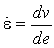 ε̇ = dv/de